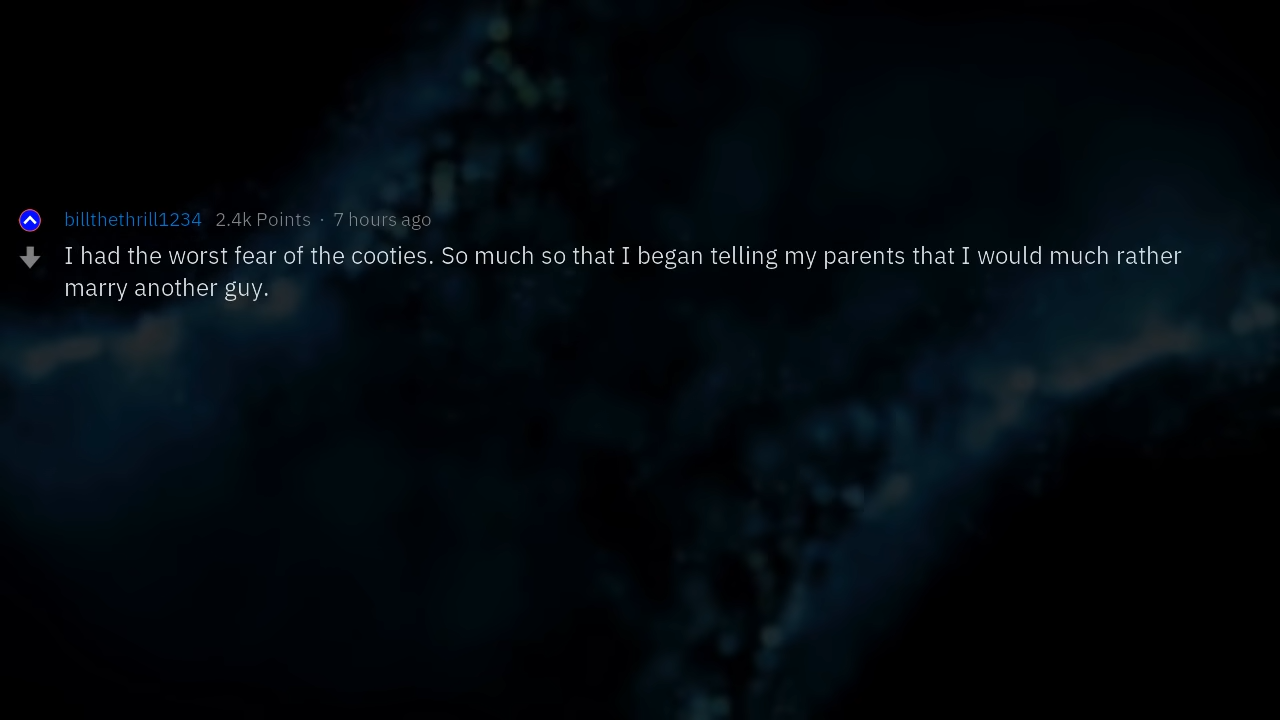 billthethrill1234 2.4k Points · 7 hours ago
I had the worst fear of the cooties. So much so that I began telling my parents that I would much rather
marry another guy.